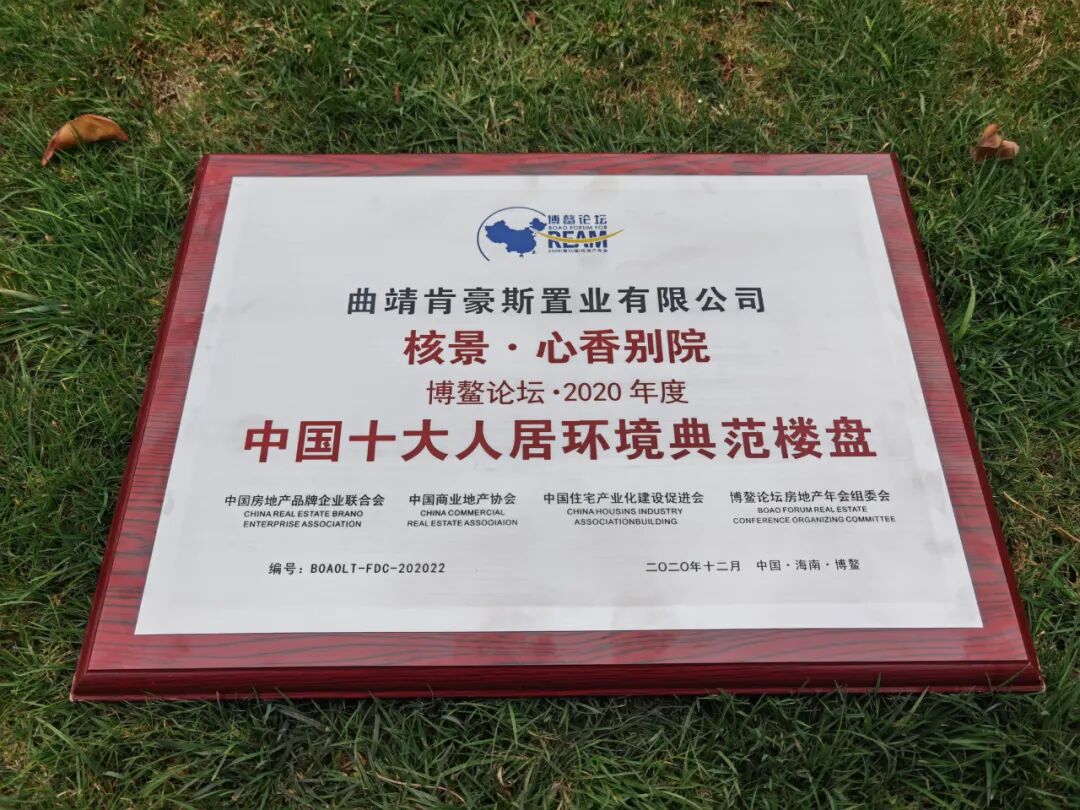 博鳌论坛
BOAO FORUM FOR
REAM
曲靖肯豪斯置业有限公司
核景·心香别院
博鳌论坛·2020 年度
中国十大人居环境典范楼盘
中国房地产品牌企业联合会 中国商业地产协会 中国住宅产业化建设促进会 博鳌论坛房地产年会组委会
CHINA REAL ESTATE BRANO CHINA COMMERCIAL CHINA HOUSINS INDUSTRY BOAO FORUM REAL ESTATE
ENTERPRISE ASSOCIATION REAL ESTATE ASSOOIAION ASSOCIATIONBUILDING CONFERENCE ORGANIZING COMMITTEE
编号：BOAOLT-FDC-202022 二〇二〇年十二月 中国·海南·博鳌